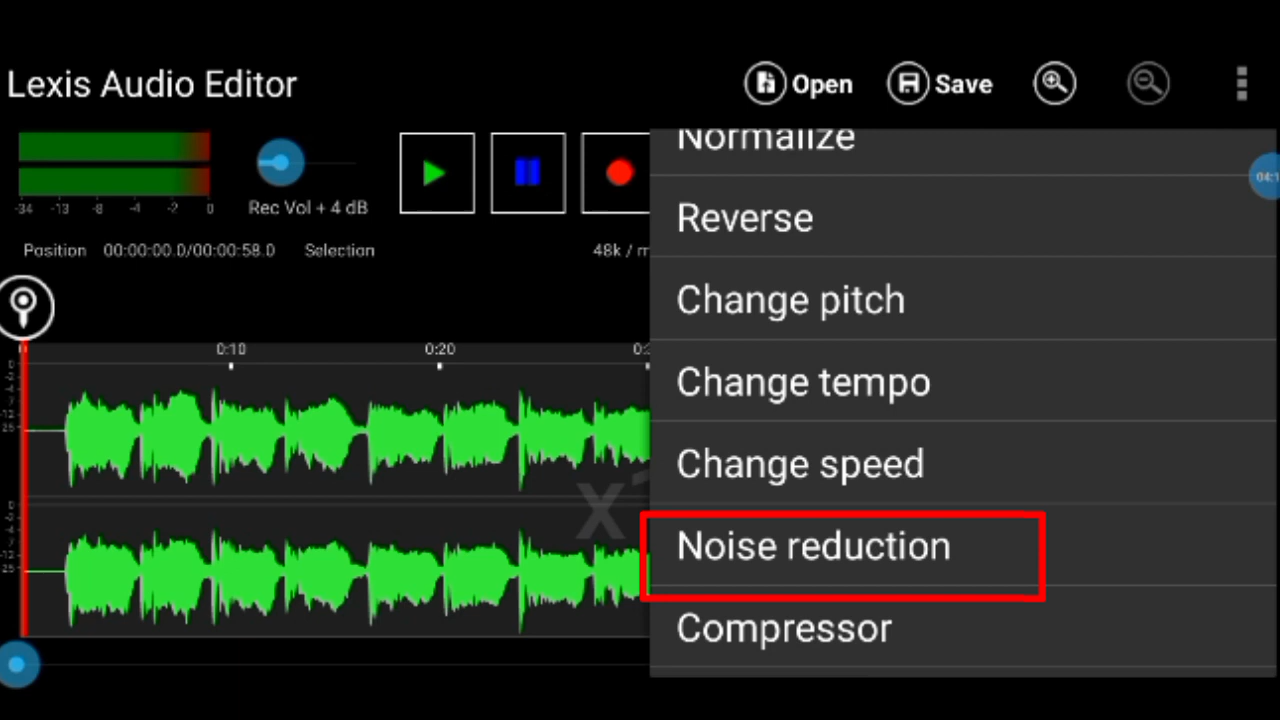 Lexis Audio Editor
Open
Save
-34 -13 -8 -4 -2 0
Rec Vol + 4 dB
Position 00:00:00.0/00:00:58.0 Selection
48k / m
Normalize
Reverse
Change pitch
Change tempo
Change speed
Noise reduction
Compressor
0:10 0:20
04:1